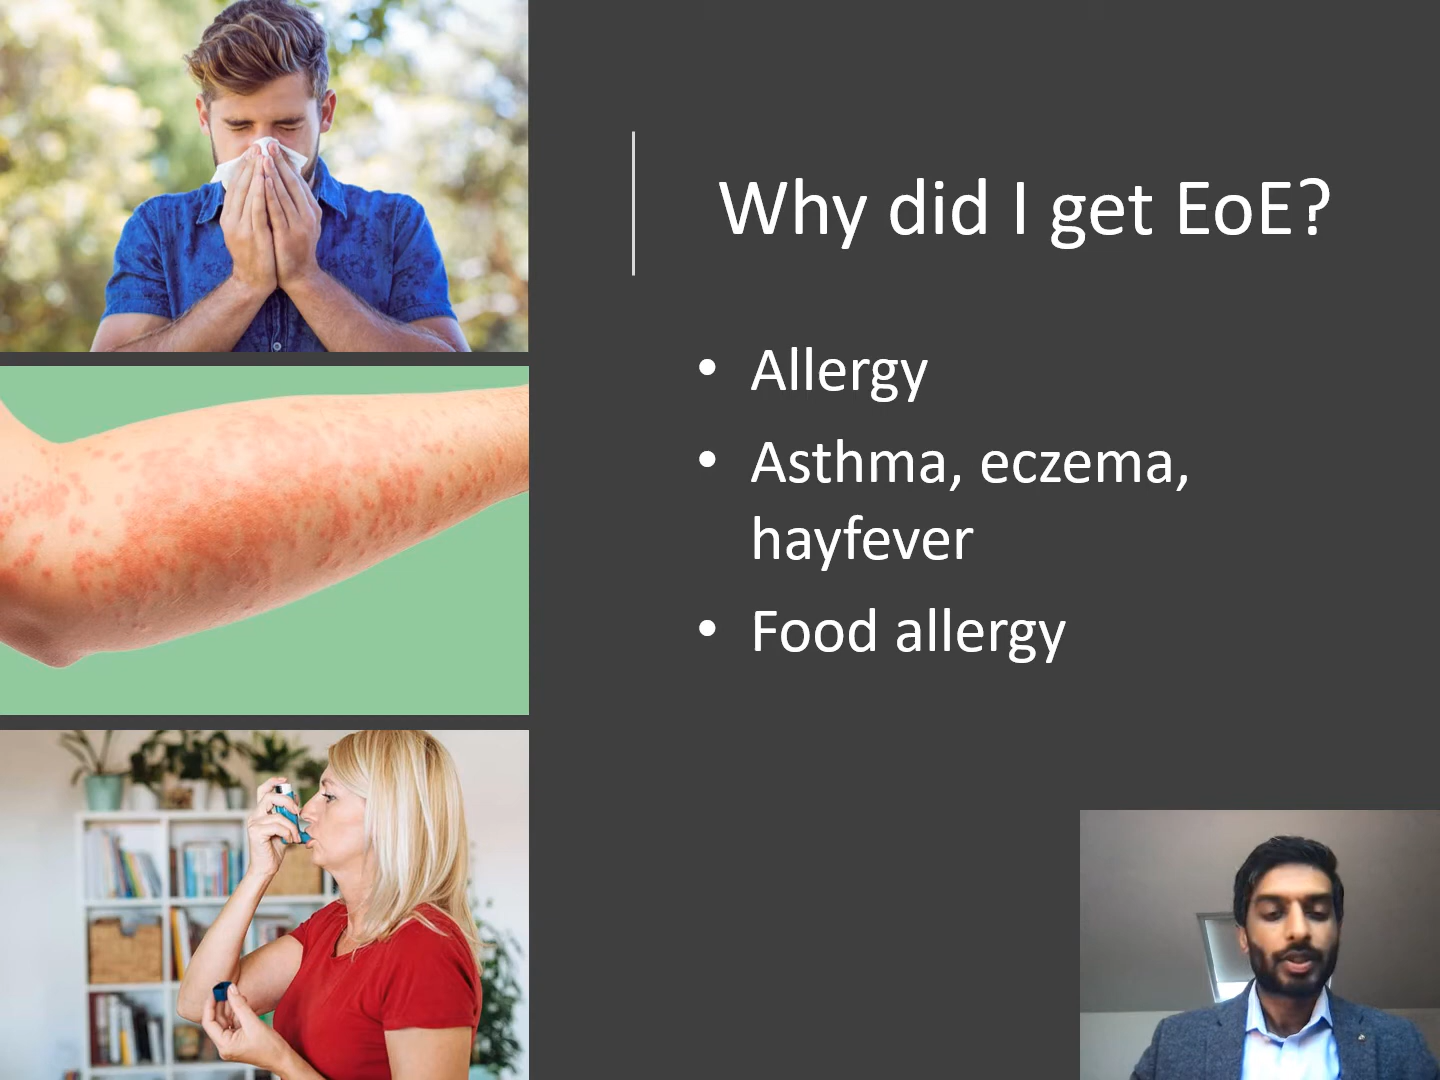 Why did I get EoE?
• Allergy
• Asthma, eczema,
hayfever
• Food allergy